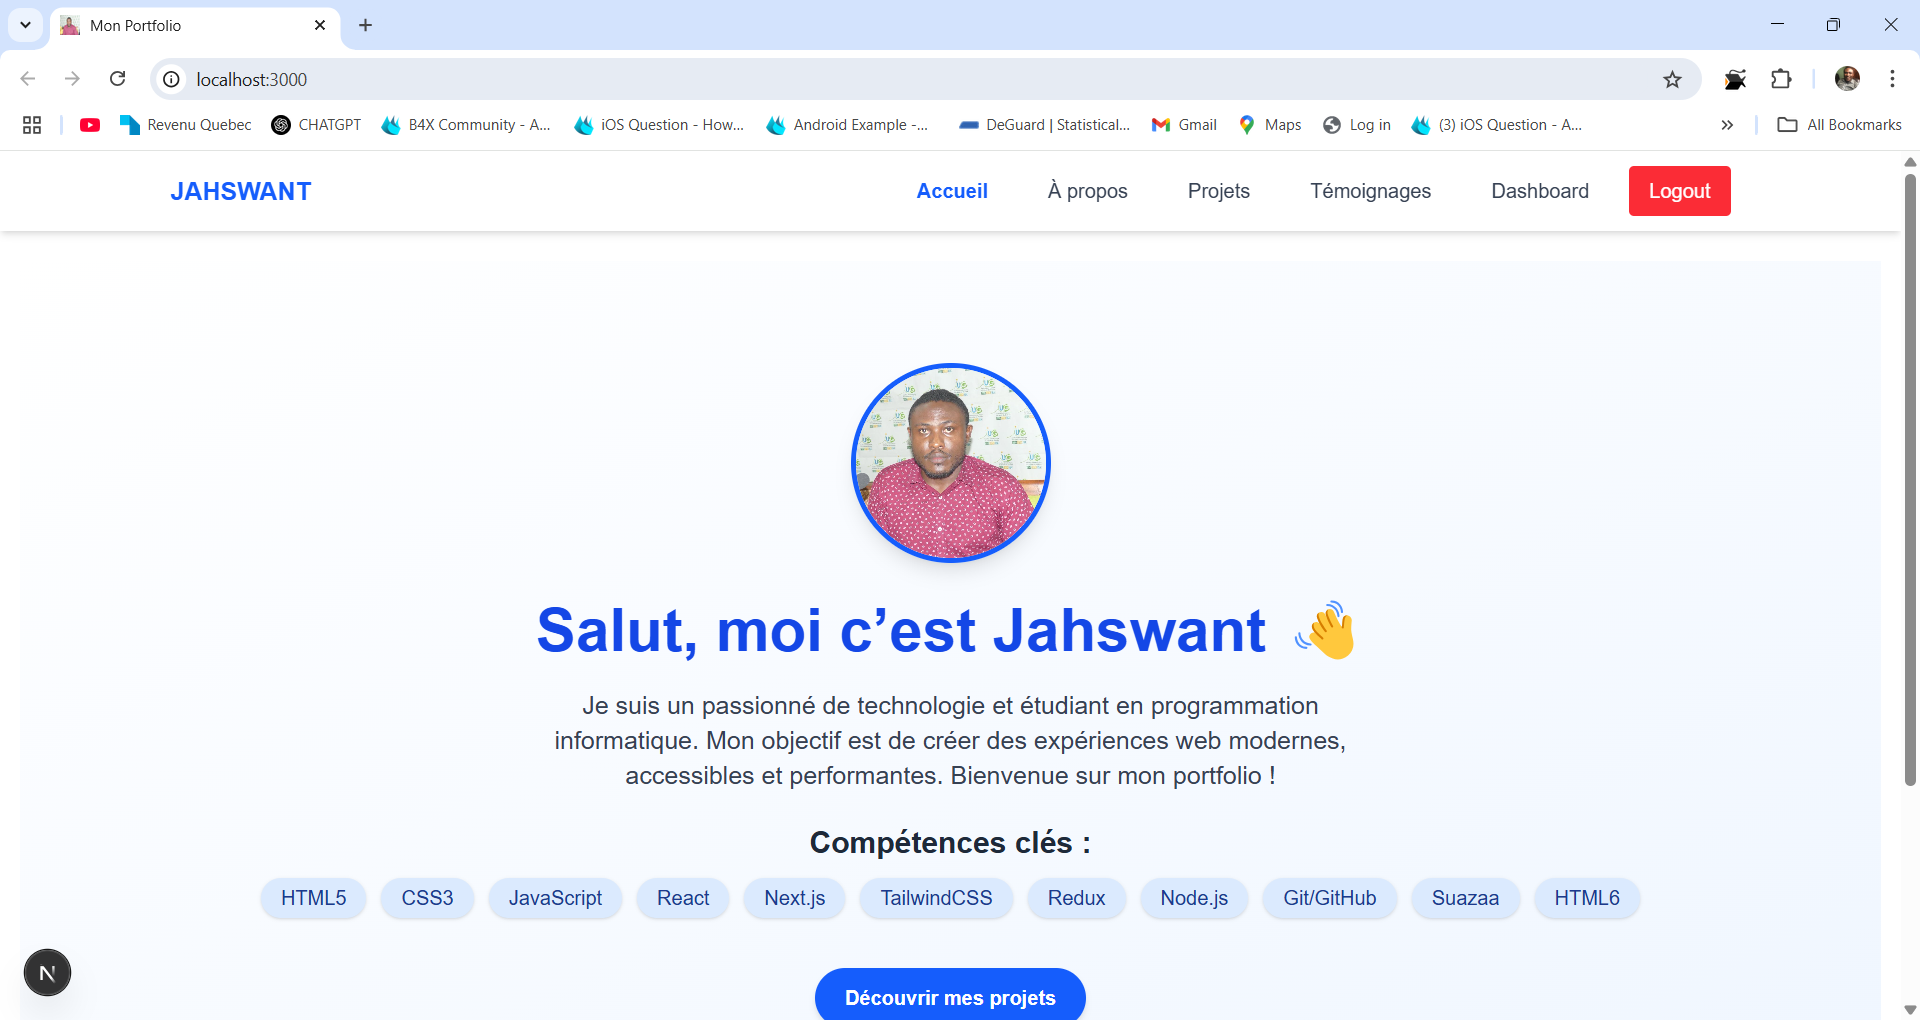 Mon Portfolio
localhost:3000
Revenu Quebec CHATGPT B4X Community - A... iOS Question - How... Android Example -... DeGuard | Statistical... Gmail Maps Log in (3) iOS Question - A... All Bookmarks
JAHSWANT Accueil À propos Projets Témoignages Dashboard Logout
Salut, moi c’est Jahswant 👋
Je suis un passionné de technologie et étudiant en programmation
informatique. Mon objectif est de créer des expériences web modernes,
accessibles et performantes. Bienvenue sur mon portfolio !
Compétences clés :
HTML5 CSS3 JavaScript React Next.js TailwindCSS Redux Node.js Git/GitHub Suazaa HTML6
N
Découvrir mes projets